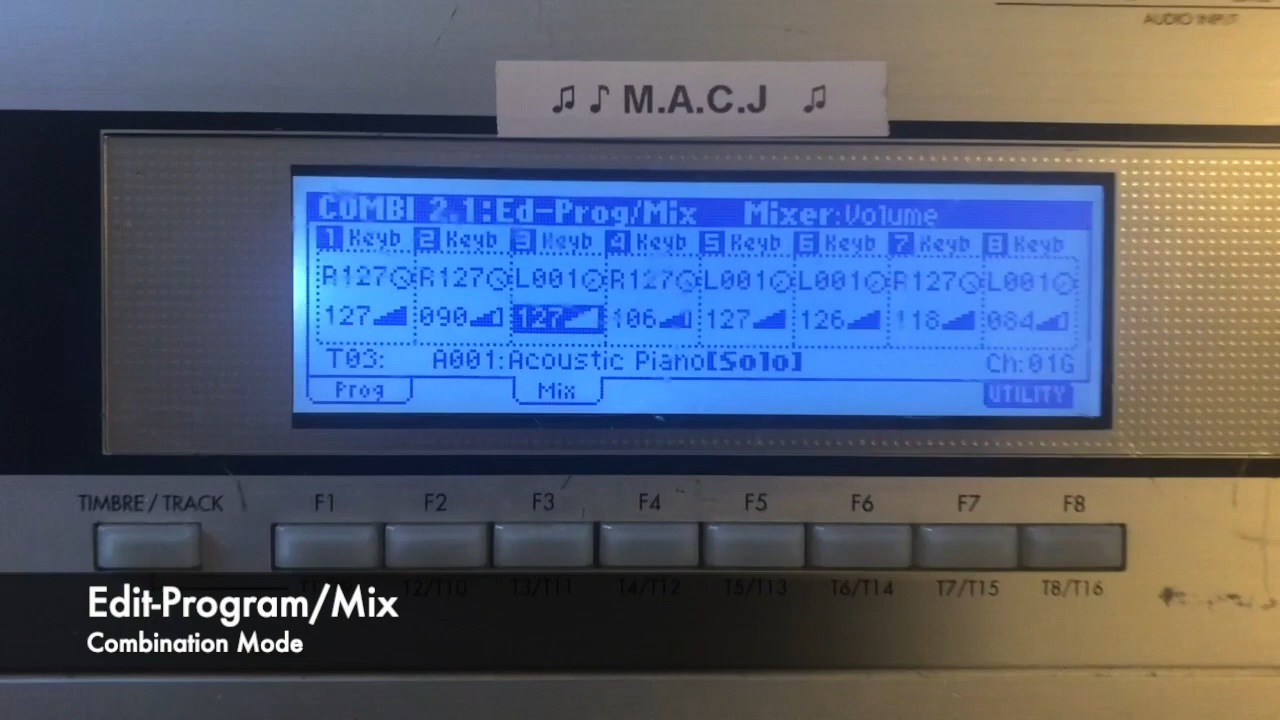 AUDIO INPUT
♫ ♪ M.A.C.J ♫
COMBI 2.1:Ed-Prog/Mix Mixer:Volume
1 Keyb 2 Keyb 3 Keyb 4 Keyb 5 Keyb 6 Keyb 7 Keyb 8 Keyb
R127 R127 L001 R127 L001 L001 R127 L001
127 090 127 106 127 126 118 084
T03: A001:Acoustic Piano[Solo] Ch:01G
Prog Mix UTILITY
TIMBRE / TRACK F1 F2 F3 F4 F5 F6 F7 F8
T2/T10 T3/T11 T4/T12 T5/T13 T6/T14 T7/T15 T8/T16
Edit-Program/Mix
Combination Mode